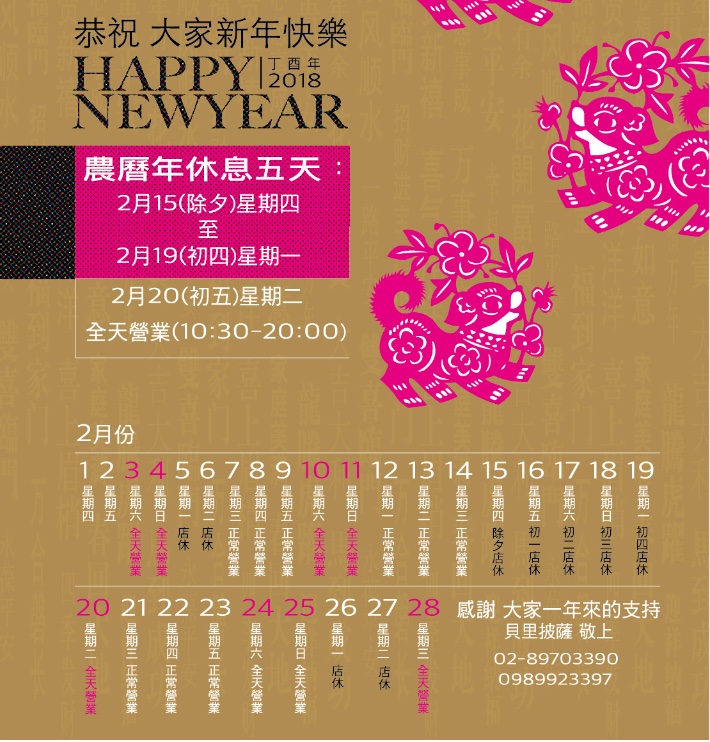 恭祝 大家新年快樂
HAPPY
丁酉年
2018
NEWYEAR
農曆年休息五天：
2月15(除夕)星期四
至
2月19(初四)星期一
2月20(初五)星期二
全天營業(10:30-20:00)
2月份
1 2 3 4 5 6 7 8 9 10 11 12 13 14 15 16 17 18 19
星期四 星期五 星期六 星期日 星期一 星期二 星期三 星期四 星期五 星期六 星期日 星期一 星期二 星期三 星期四 星期五 星期六 星期日 星期一
全天營業 全天營業 店休 店休 正常營業 正常營業 正常營業 全天營業 全天營業 正常營業 正常營業 正常營業 除夕店休 初一店休 初二店休 初三店休 初四店休
20 21 22 23 24 25 26 27 28
星期二 星期三 星期四 星期五 星期六 星期日 星期一 星期二 星期三
全天營業 正常營業 正常營業 正常營業 全天營業 全天營業 店休 店休 全天營業
感謝 大家一年來的支持
貝里披薩 敬上
02-89703390
0989923397